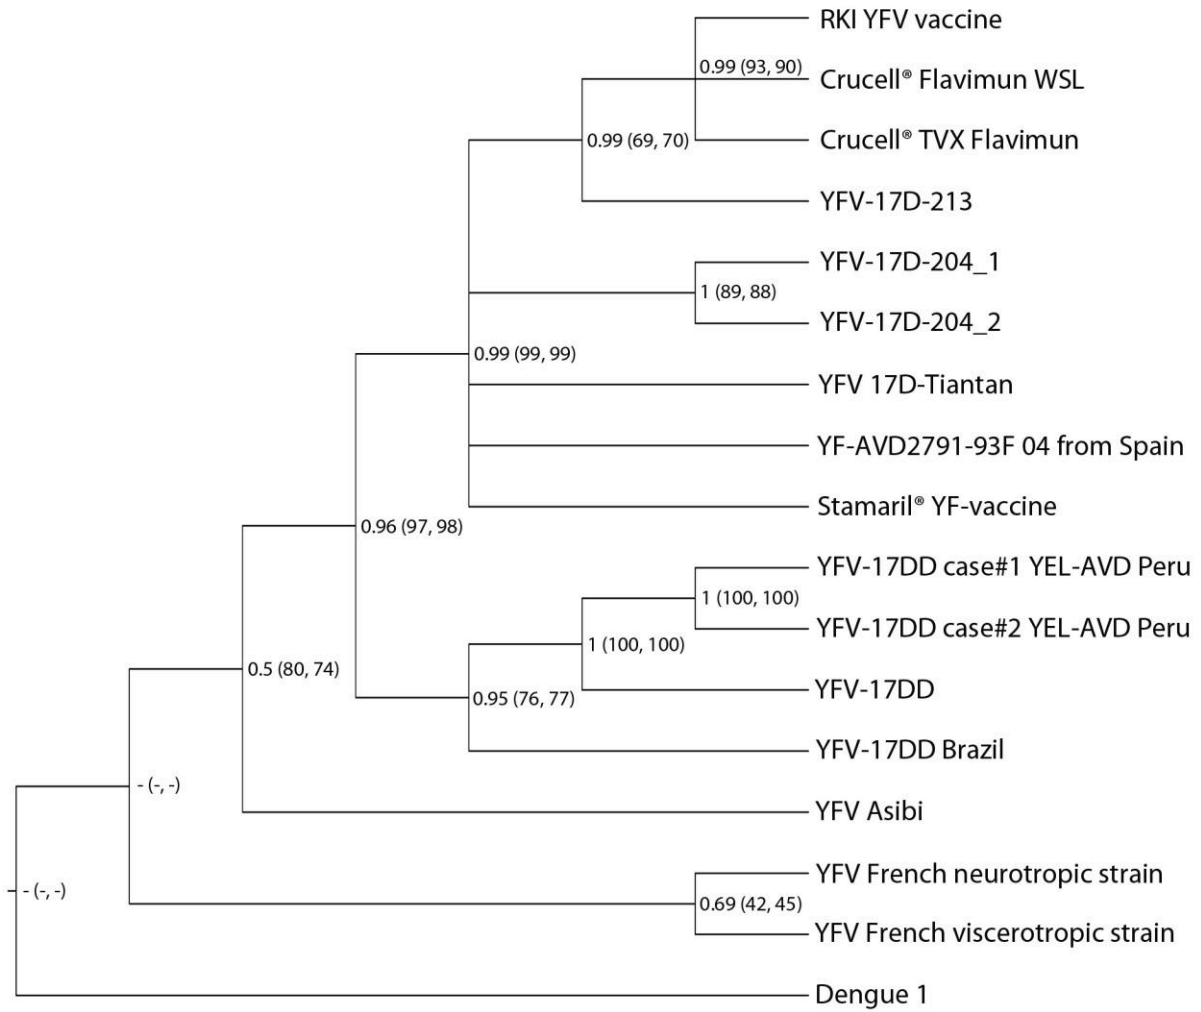 RKI YFV vaccine
0.99 (93, 90)
Crucell® Flavimun WSL
0.99 (69, 70)
Crucell® TVX Flavimun
YFV-17D-213
YFV-17D-204_1
1 (89, 88)
YFV-17D-204_2
0.99 (99, 99)
YFV 17D-Tiantan
YF-AVD2791-93F 04 from Spain
Stamaril® YF-vaccine
0.96 (97, 98)
YFV-17DD case#1 YEL-AVD Peru
1 (100, 100)
YFV-17DD case#2 YEL-AVD Peru
1 (100, 100)
0.5 (80, 74)
YFV-17DD
0.95 (76, 77)
YFV-17DD Brazil
- (-, -)
YFV Asibi
YFV French neurotropic strain
- (-, -)
0.69 (42, 45)
YFV French viscerotropic strain
Dengue 1